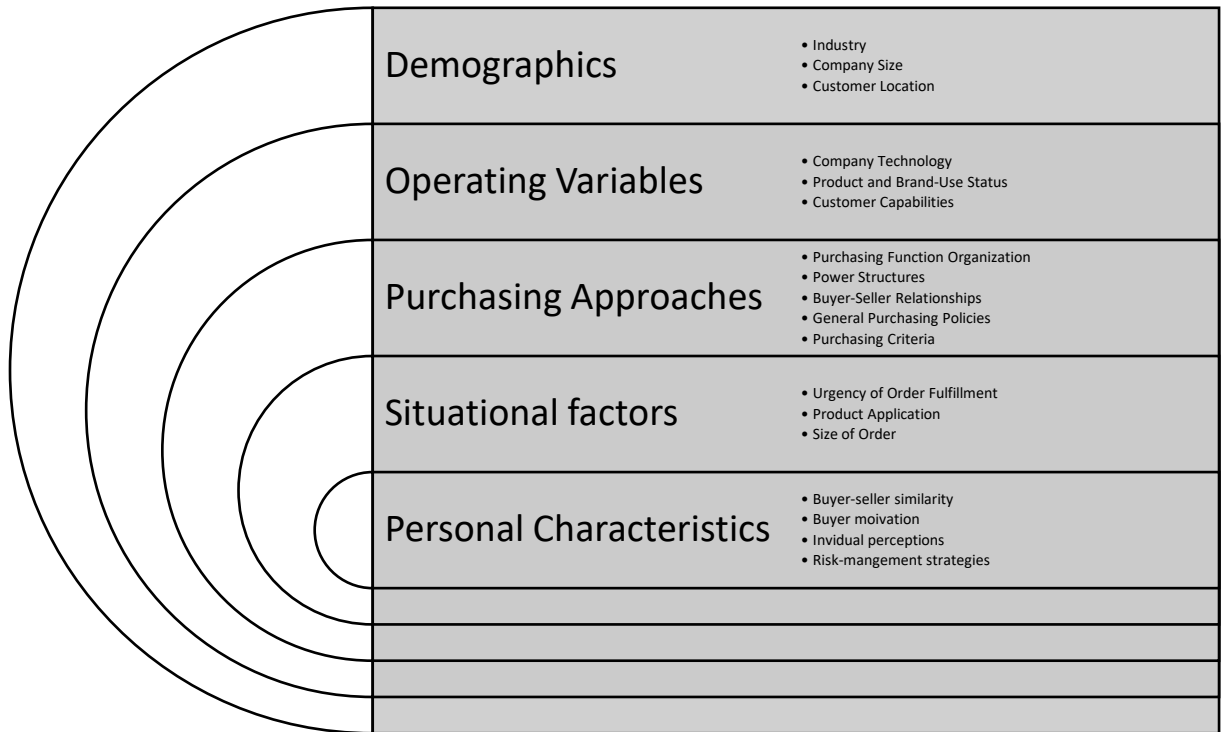 Demographics
• Industry
• Company Size
• Customer Location
Operating Variables
• Company Technology
• Product and Brand-Use Status
• Customer Capabilities
Purchasing Approaches
• Purchasing Function Organization
• Power Structures
• Buyer-Seller Relationships
• General Purchasing Policies
• Purchasing Criteria
Situational factors
• Urgency of Order Fulfillment
• Product Application
• Size of Order
Personal Characteristics
• Buyer-seller similarity
• Buyer moivation
• Invidual perceptions
• Risk-mangement strategies